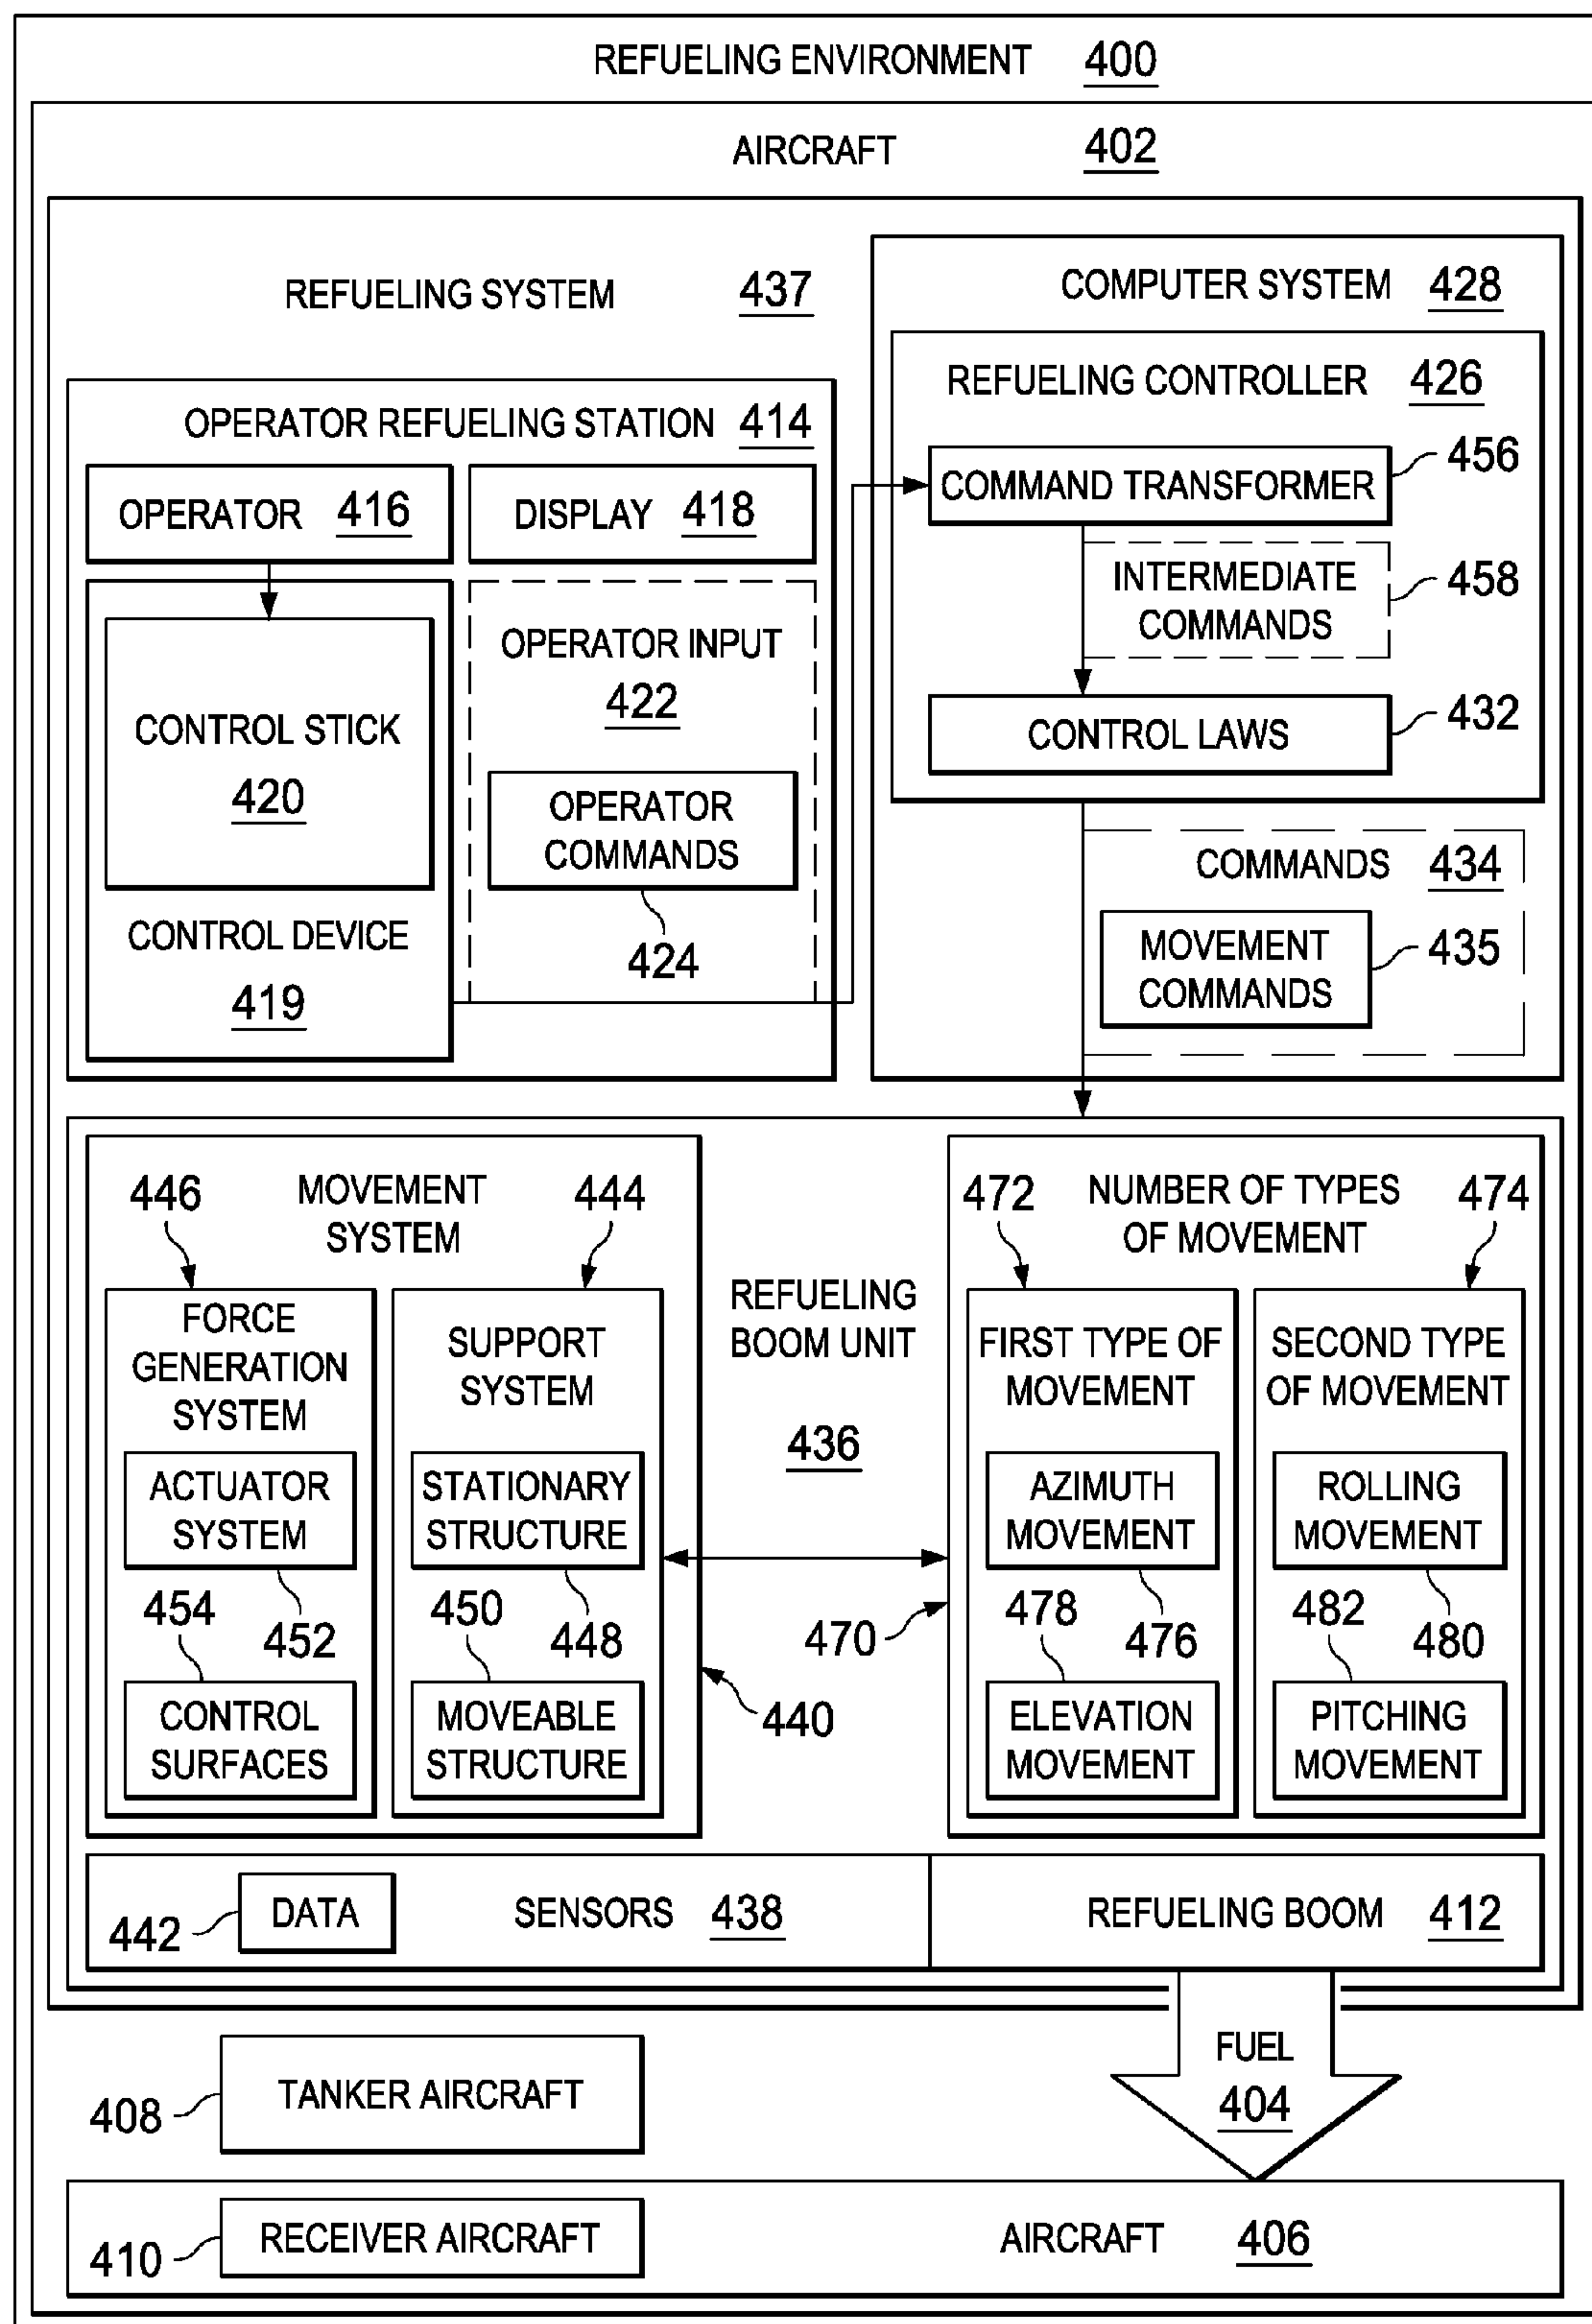 REFUELING ENVIRONMENT 400
AIRCRAFT 402
REFUELING SYSTEM 437
COMPUTER SYSTEM 428
REFUELING CONTROLLER 426
COMMAND TRANSFORMER
456
INTERMEDIATE
COMMANDS
458
CONTROL LAWS
432
COMMANDS 434
MOVEMENT
COMMANDS
435
OPERATOR REFUELING STATION 414
OPERATOR 416
DISPLAY 418
CONTROL STICK
420
CONTROL DEVICE
419
OPERATOR INPUT
422
OPERATOR
COMMANDS
424
446
MOVEMENT
SYSTEM
444
FORCE
GENERATION
SYSTEM
ACTUATOR
SYSTEM
454
452
CONTROL
SURFACES
SUPPORT
SYSTEM
STATIONARY
STRUCTURE
450
448
MOVEABLE
STRUCTURE
REFUELING
BOOM UNIT
436
470
440
472
NUMBER OF TYPES
OF MOVEMENT
474
FIRST TYPE OF
MOVEMENT
AZIMUTH
MOVEMENT
478
476
ELEVATION
MOVEMENT
SECOND TYPE
OF MOVEMENT
ROLLING
MOVEMENT
482
480
PITCHING
MOVEMENT
442
DATA
SENSORS 438
REFUELING BOOM 412
FUEL
404
408
TANKER AIRCRAFT
410
RECEIVER AIRCRAFT
AIRCRAFT 406